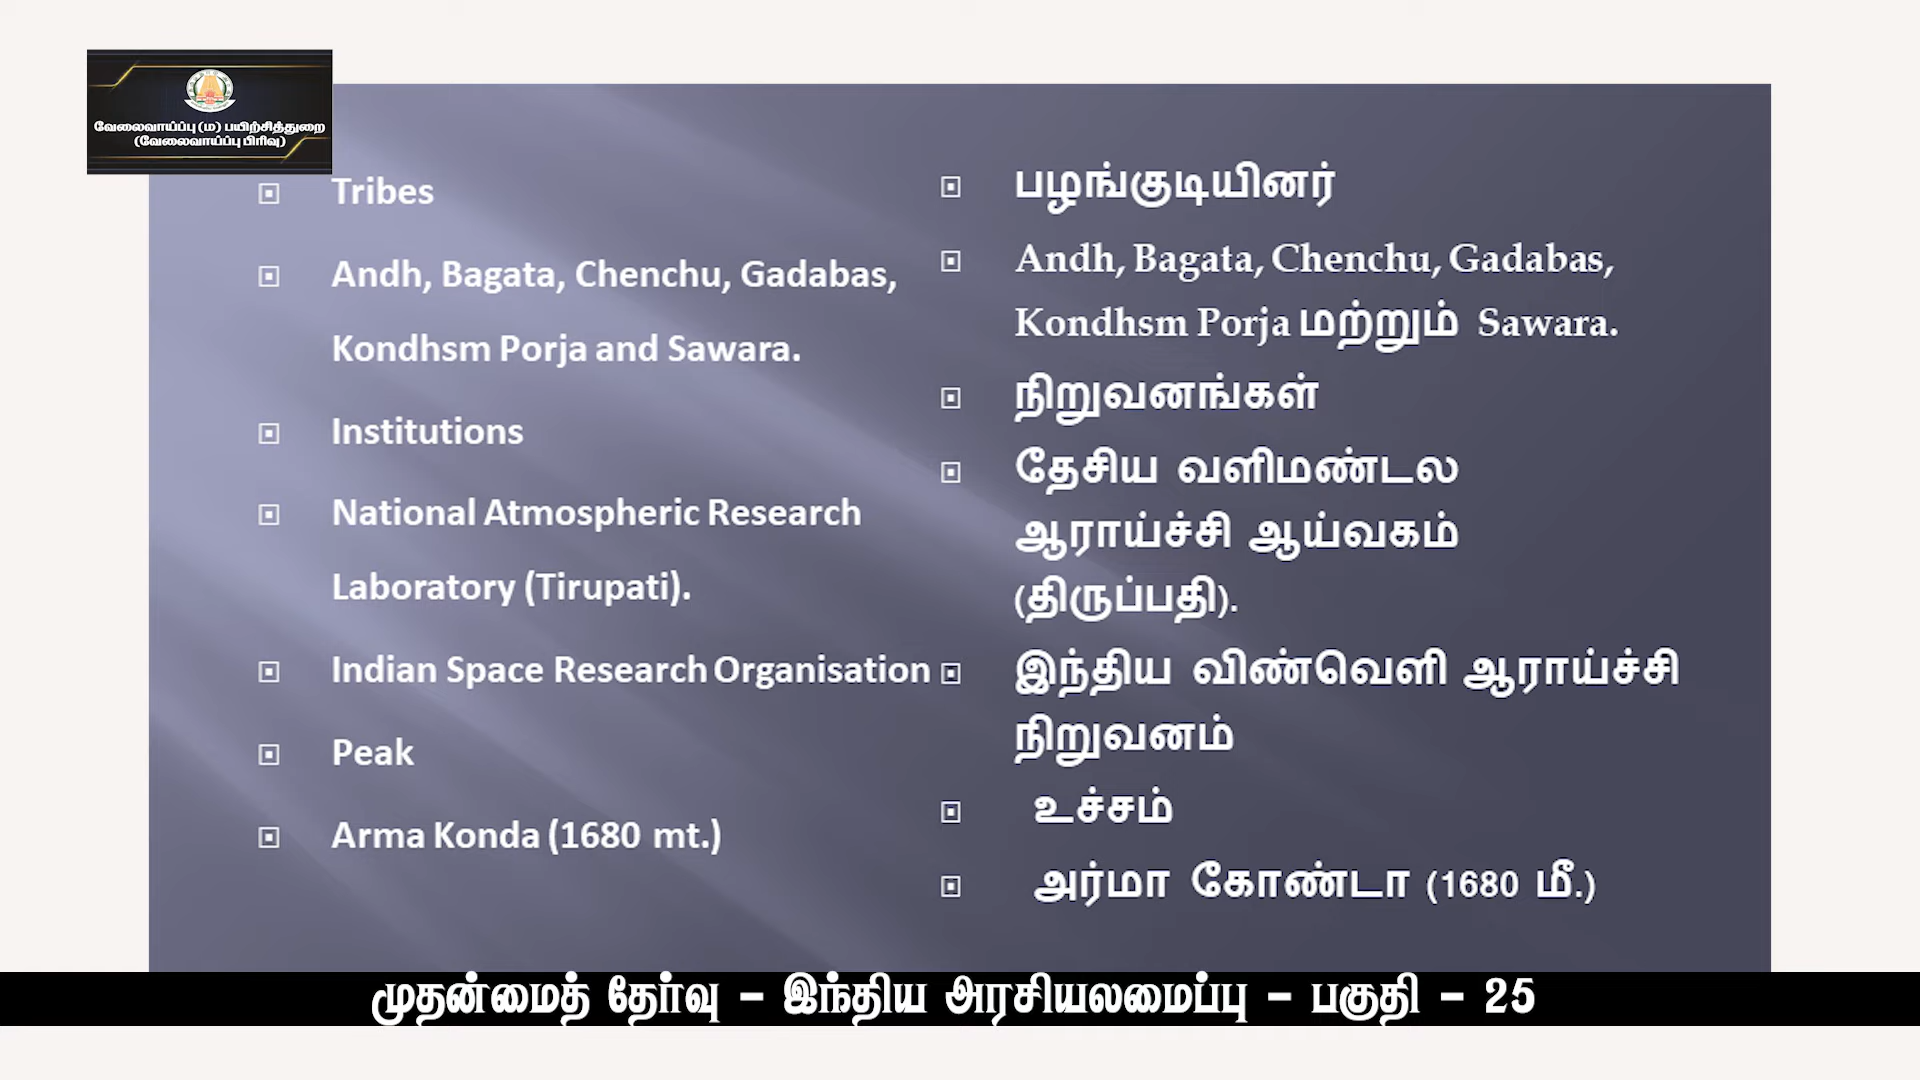 வேலைவாய்ப்பு (ம) பயிற்சித்துறை
(வேலைவாய்ப்பு பிரிவு)
Tribes
Andh, Bagata, Chenchu, Gadabas,
Kondhsm Porja and Sawara.
Institutions
National Atmospheric Research
Laboratory (Tirupati).
Indian Space Research Organisation
Peak
Arma Konda (1680 mt.)
பழங்குடியினர்
Andh, Bagata, Chenchu, Gadabas,
Kondhsm Porja மற்றும் Sawara.
நிறுவனங்கள்
தேசிய வளிமண்டல
ஆராய்ச்சி ஆய்வகம்
(திருப்பதி).
இந்திய விண்வெளி ஆராய்ச்சி
நிறுவனம்
உச்சம்
அர்மா கோண்டா (1680 மீ.)
முதன்மைத் தேர்வு – இந்திய அரசியலமைப்பு – பகுதி – 25